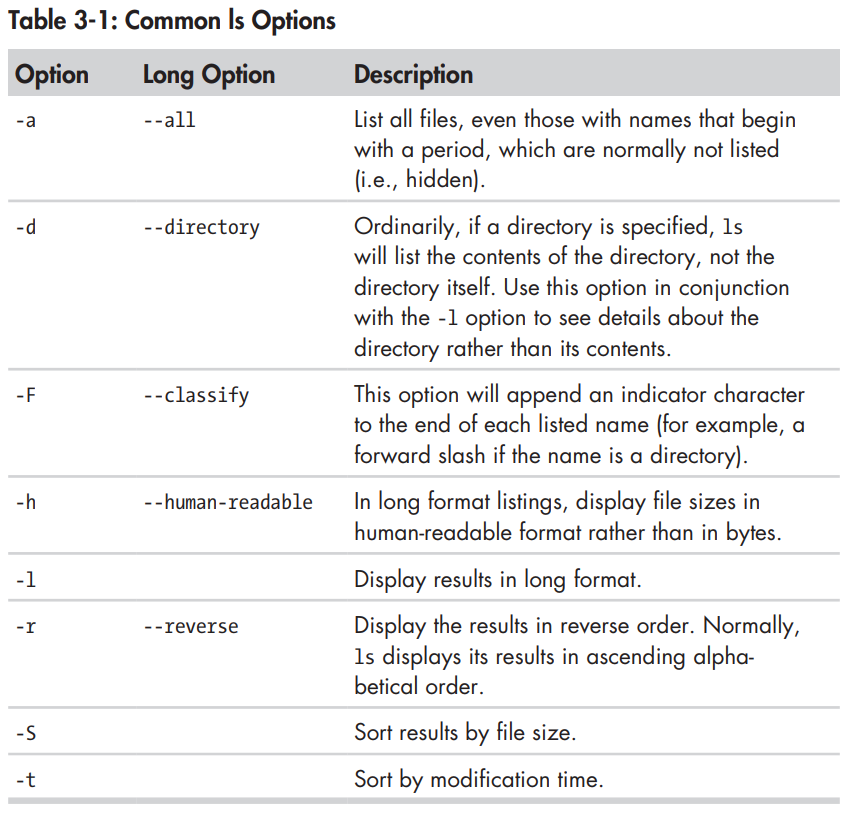 Table 3-1: Common ls Options
Option Long Option Description
-a --all List all files, even those with names that begin
with a period, which are normally not listed
(i.e., hidden).
-d --directory Ordinarily, if a directory is specified, ls
will list the contents of the directory, not the
directory itself. Use this option in conjunction
with the -l option to see details about the
directory rather than its contents.
-F --classify This option will append an indicator character
to the end of each listed name (for example, a
forward slash if the name is a directory).
-h --human-readable In long format listings, display file sizes in
human-readable format rather than in bytes.
-l Display results in long format.
-r --reverse Display the results in reverse order. Normally,
ls displays its results in ascending alpha-
betical order.
-S Sort results by file size.
-t Sort by modification time.